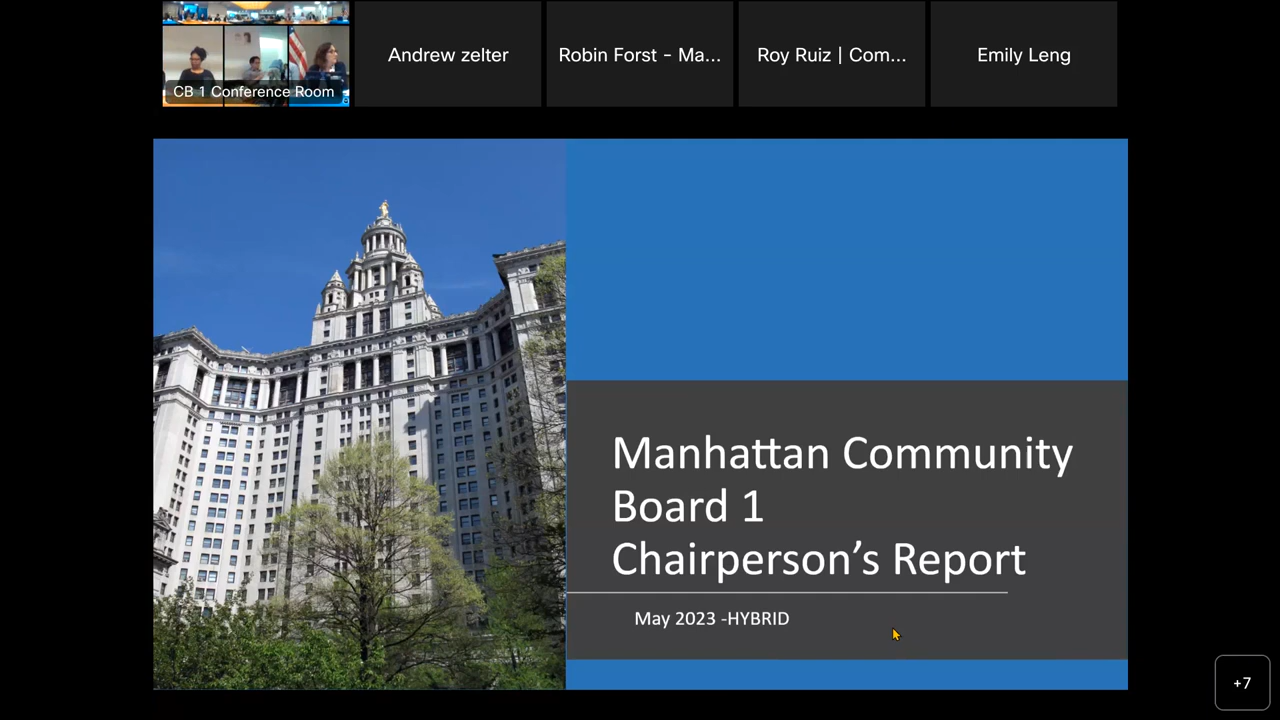 CB 1 Conference Room
Andrew zelter
Robin Forst - Ma...
Roy Ruiz | Com...
Emily Leng
Manhattan Community
Board 1
Chairperson’s Report
May 2023 -HYBRID
+7